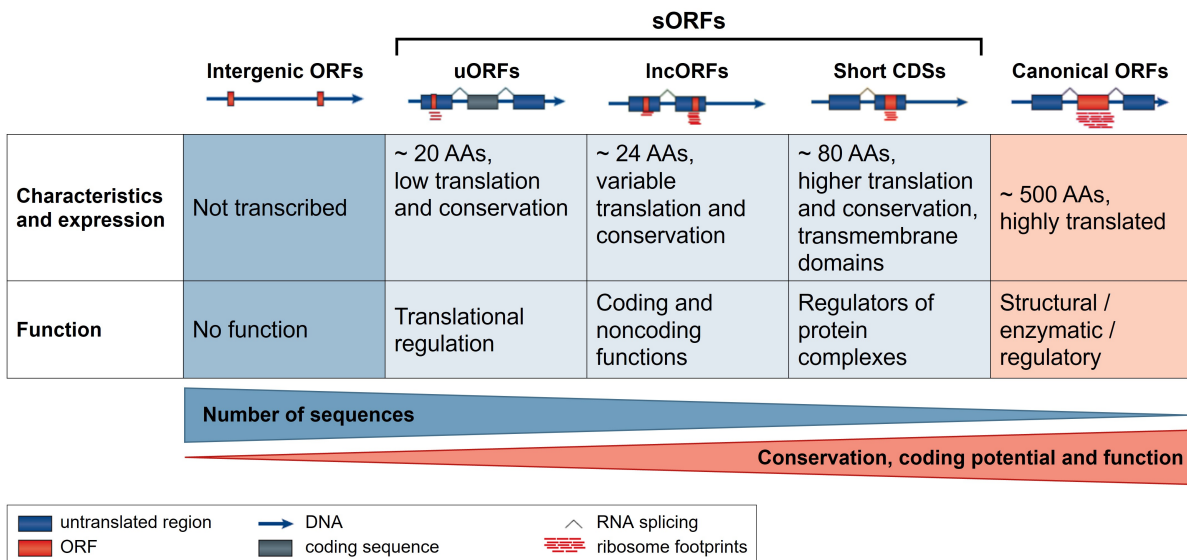 sORFs
Intergenic ORFs
uORFs
lncORFs
Short CDSs
Canonical ORFs
Characteristics
and expression
Not transcribed
~ 20 AAs,
low translation
and conservation
~ 24 AAs,
variable
translation and
conservation
~ 80 AAs,
higher translation
and conservation,
transmembrane
domains
~ 500 AAs,
highly translated
Function
No function
Translational
regulation
Coding and
noncoding
functions
Regulators of
protein
complexes
Structural /
enzymatic /
regulatory
Number of sequences
Conservation, coding potential and function
untranslated region
DNA
RNA splicing
ORF
coding sequence
ribosome footprints